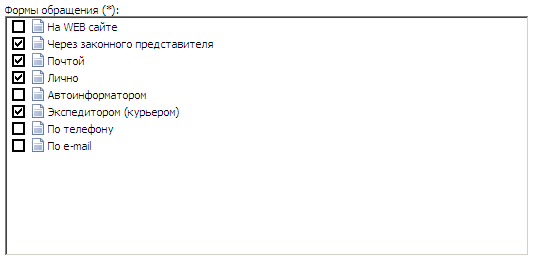 Формы обращения (*):
На WEB сайте
Через законного представителя
Почтой
Лично
Автоинформатором
Экспедитором (курьером)
По телефону
По e-mail